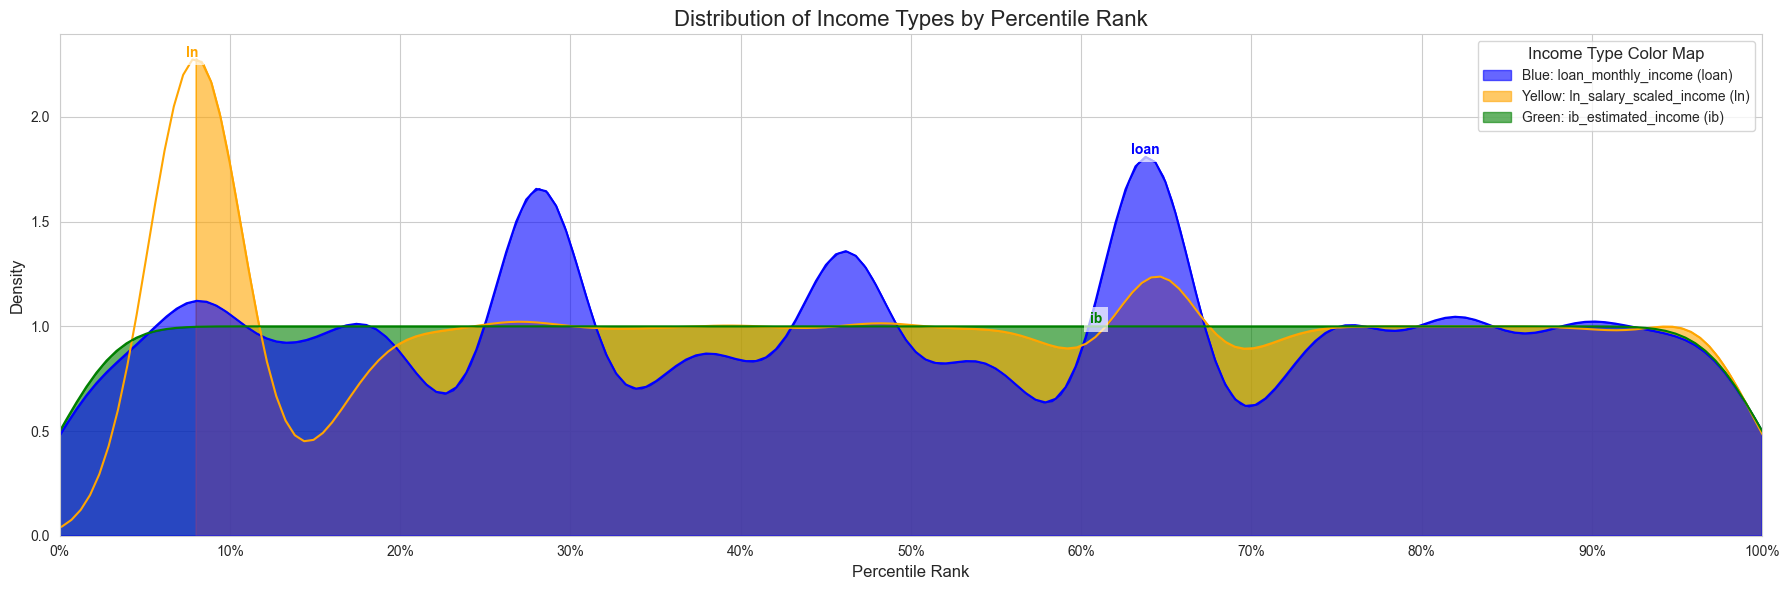 Distribution of Income Types by Percentile Rank
ln
Income Type Color Map
Blue: loan_monthly_income (loan)
Yellow: ln_salary_scaled_income (ln)
Green: ib_estimated_income (ib)
loan
ib
Density
2.0
1.5
1.0
0.5
0.0
0%
10%
20%
30%
40%
50%
60%
70%
80%
90%
100%
Percentile Rank